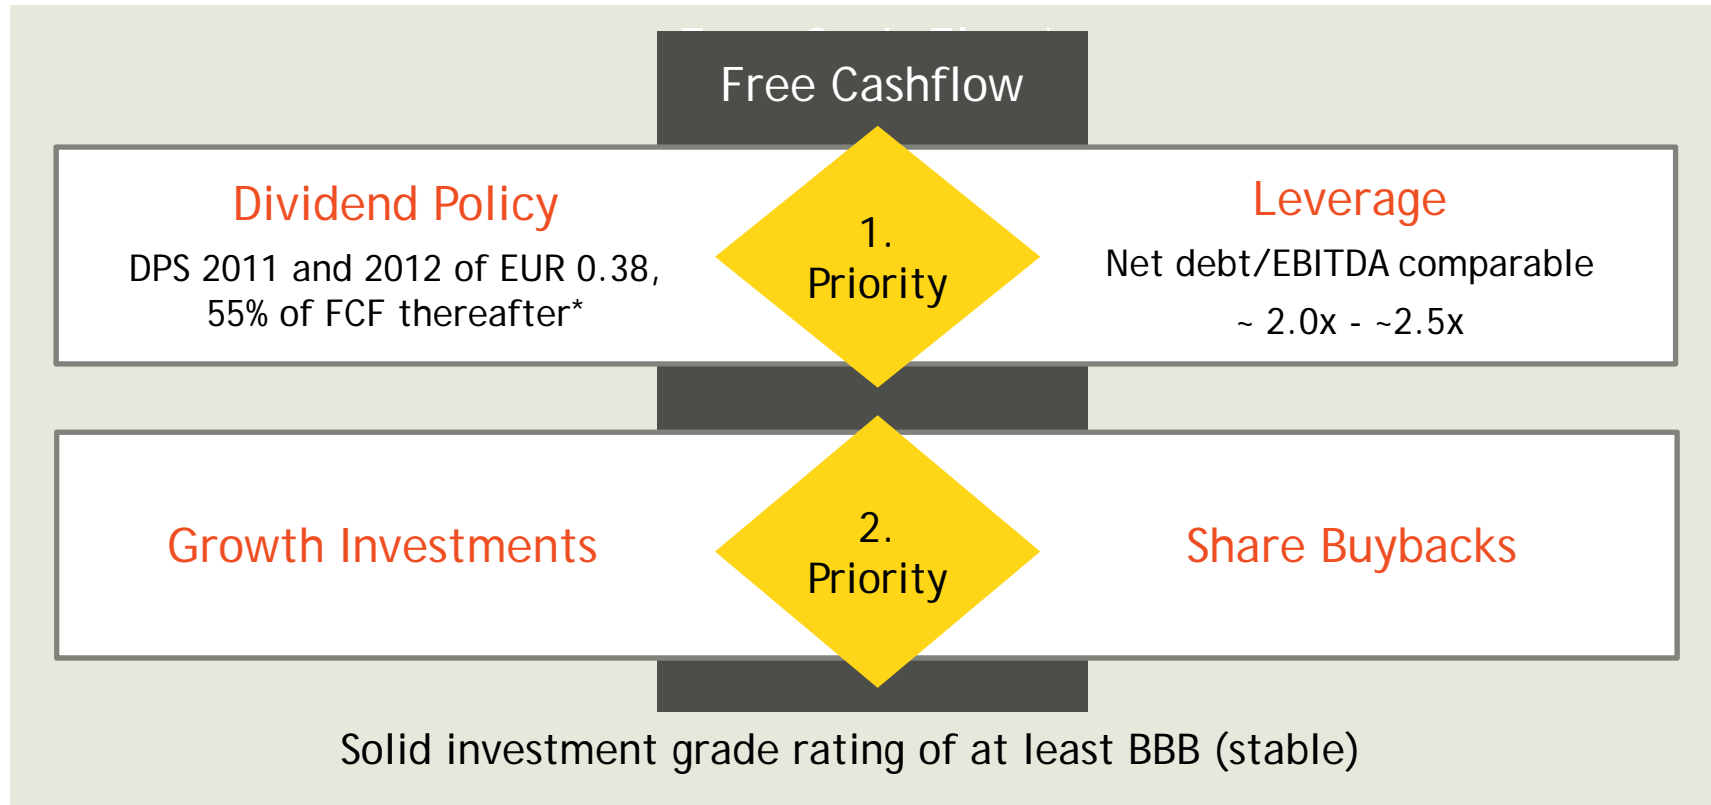 Free Cashflow
Dividend Policy
DPS 2011 and 2012 of EUR 0.38,
55% of FCF thereafter*
1.
Priority
Leverage
Net debt/EBITDA comparable
~ 2.0x - ~2.5x
Growth Investments
2.
Priority
Share Buybacks
Solid investment grade rating of at least BBB (stable)